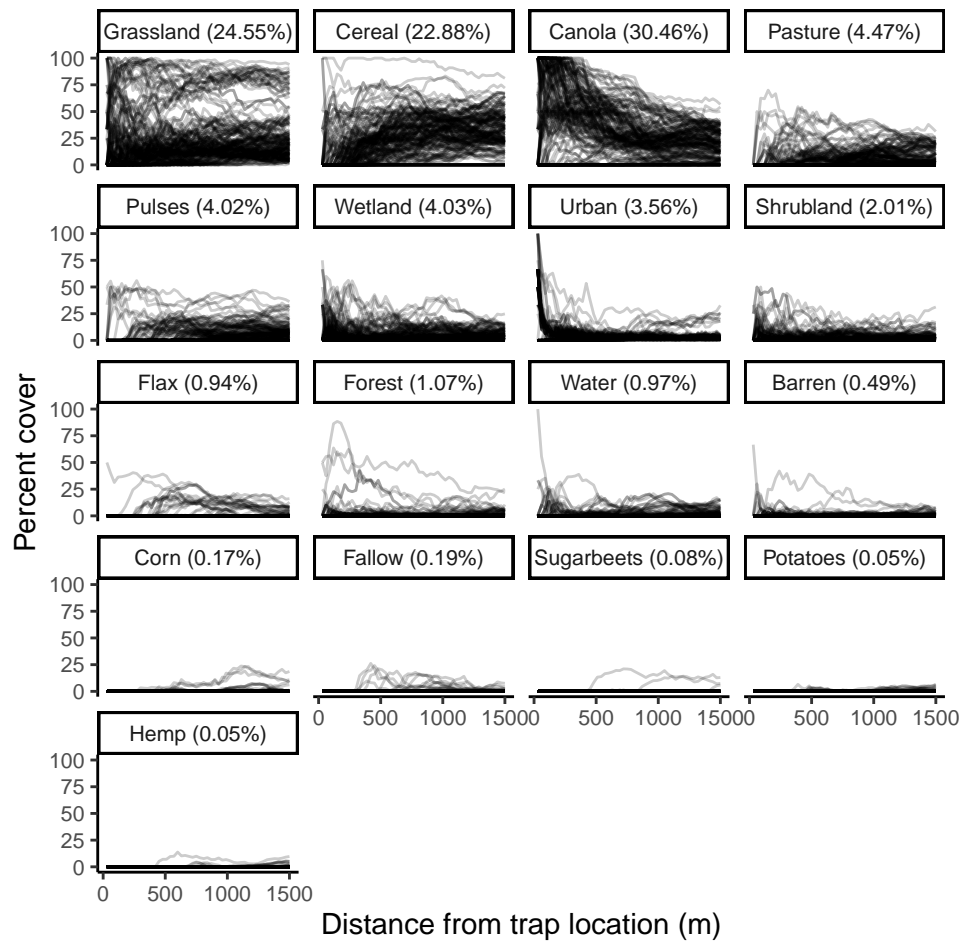 Grassland (24.55%) Cereal (22.88%) Canola (30.46%) Pasture (4.47%)
100
75
50
25
0
Pulses (4.02%) Wetland (4.03%) Urban (3.56%) Shrubland (2.01%)
100
75
50
25
0
Flax (0.94%) Forest (1.07%) Water (0.97%) Barren (0.49%)
100
75
50
25
0
Corn (0.17%) Fallow (0.19%) Sugarbeets (0.08%) Potatoes (0.05%)
100
75
50
25
0
0 500 1000 1500 0 500 1000 1500 0 500 1000 1500
Hemp (0.05%)
100
75
50
25
0
0 500 1000 1500
Percent cover
Distance from trap location (m)